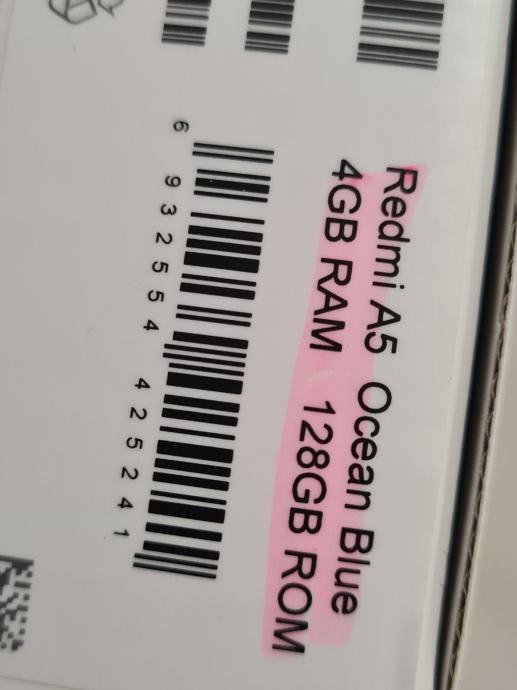 Redmi A5 Ocean Blue
4GB RAM 128GB ROM
6 932554 425241